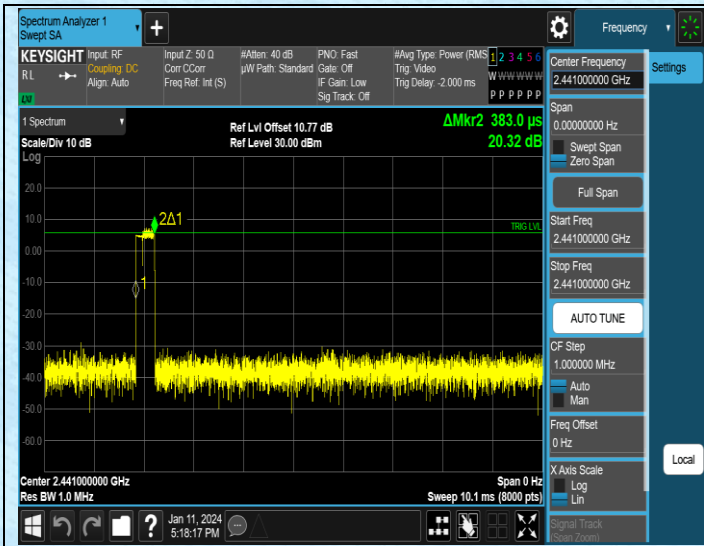 Spectrum Analyzer 1
Swept SA
+
Frequency
KEYSIGHT
RL
LXI
Input: RF
Coupling: DC
Align: Auto
Input Z: 50 Ω
Corr CCorr
Freq Ref: Int (S)
#Atten: 40 dB
µW Path: Standard
PNO: Fast
Gate: Off
IF Gain: Low
Sig Track: Off
#Avg Type: Power (RMS
Trig: Video
Trig Delay: -2.000 ms
1 2 3 4 5 6
W W W W W W
P P P P P P
1 Spectrum
Scale/Div 10 dB
Log
Ref Lvl Offset 10.77 dB
Ref Level 30.00 dBm
ΔMkr2 383.0 µs
20.32 dB
20.0
10.0
0.00
-10.0
-20.0
-30.0
-40.0
-50.0
-60.0
2Δ1
1
TRIG LVL
Center 2.441000000 GHz
Res BW 1.0 MHz
Span 0 Hz
Sweep 10.1 ms (8000 pts)
?
Jan 11, 2024
5:18:17 PM
Center Frequency
2.441000000 GHz
Span
0.00000000 Hz
Swept Span
Zero Span
Full Span
Start Freq
2.441000000 GHz
Stop Freq
2.441000000 GHz
AUTO TUNE
CF Step
1.000000 MHz
Auto
Man
Freq Offset
0 Hz
X Axis Scale
Log
Lin
Signal Track
(Span Zoom)
Settings
Local